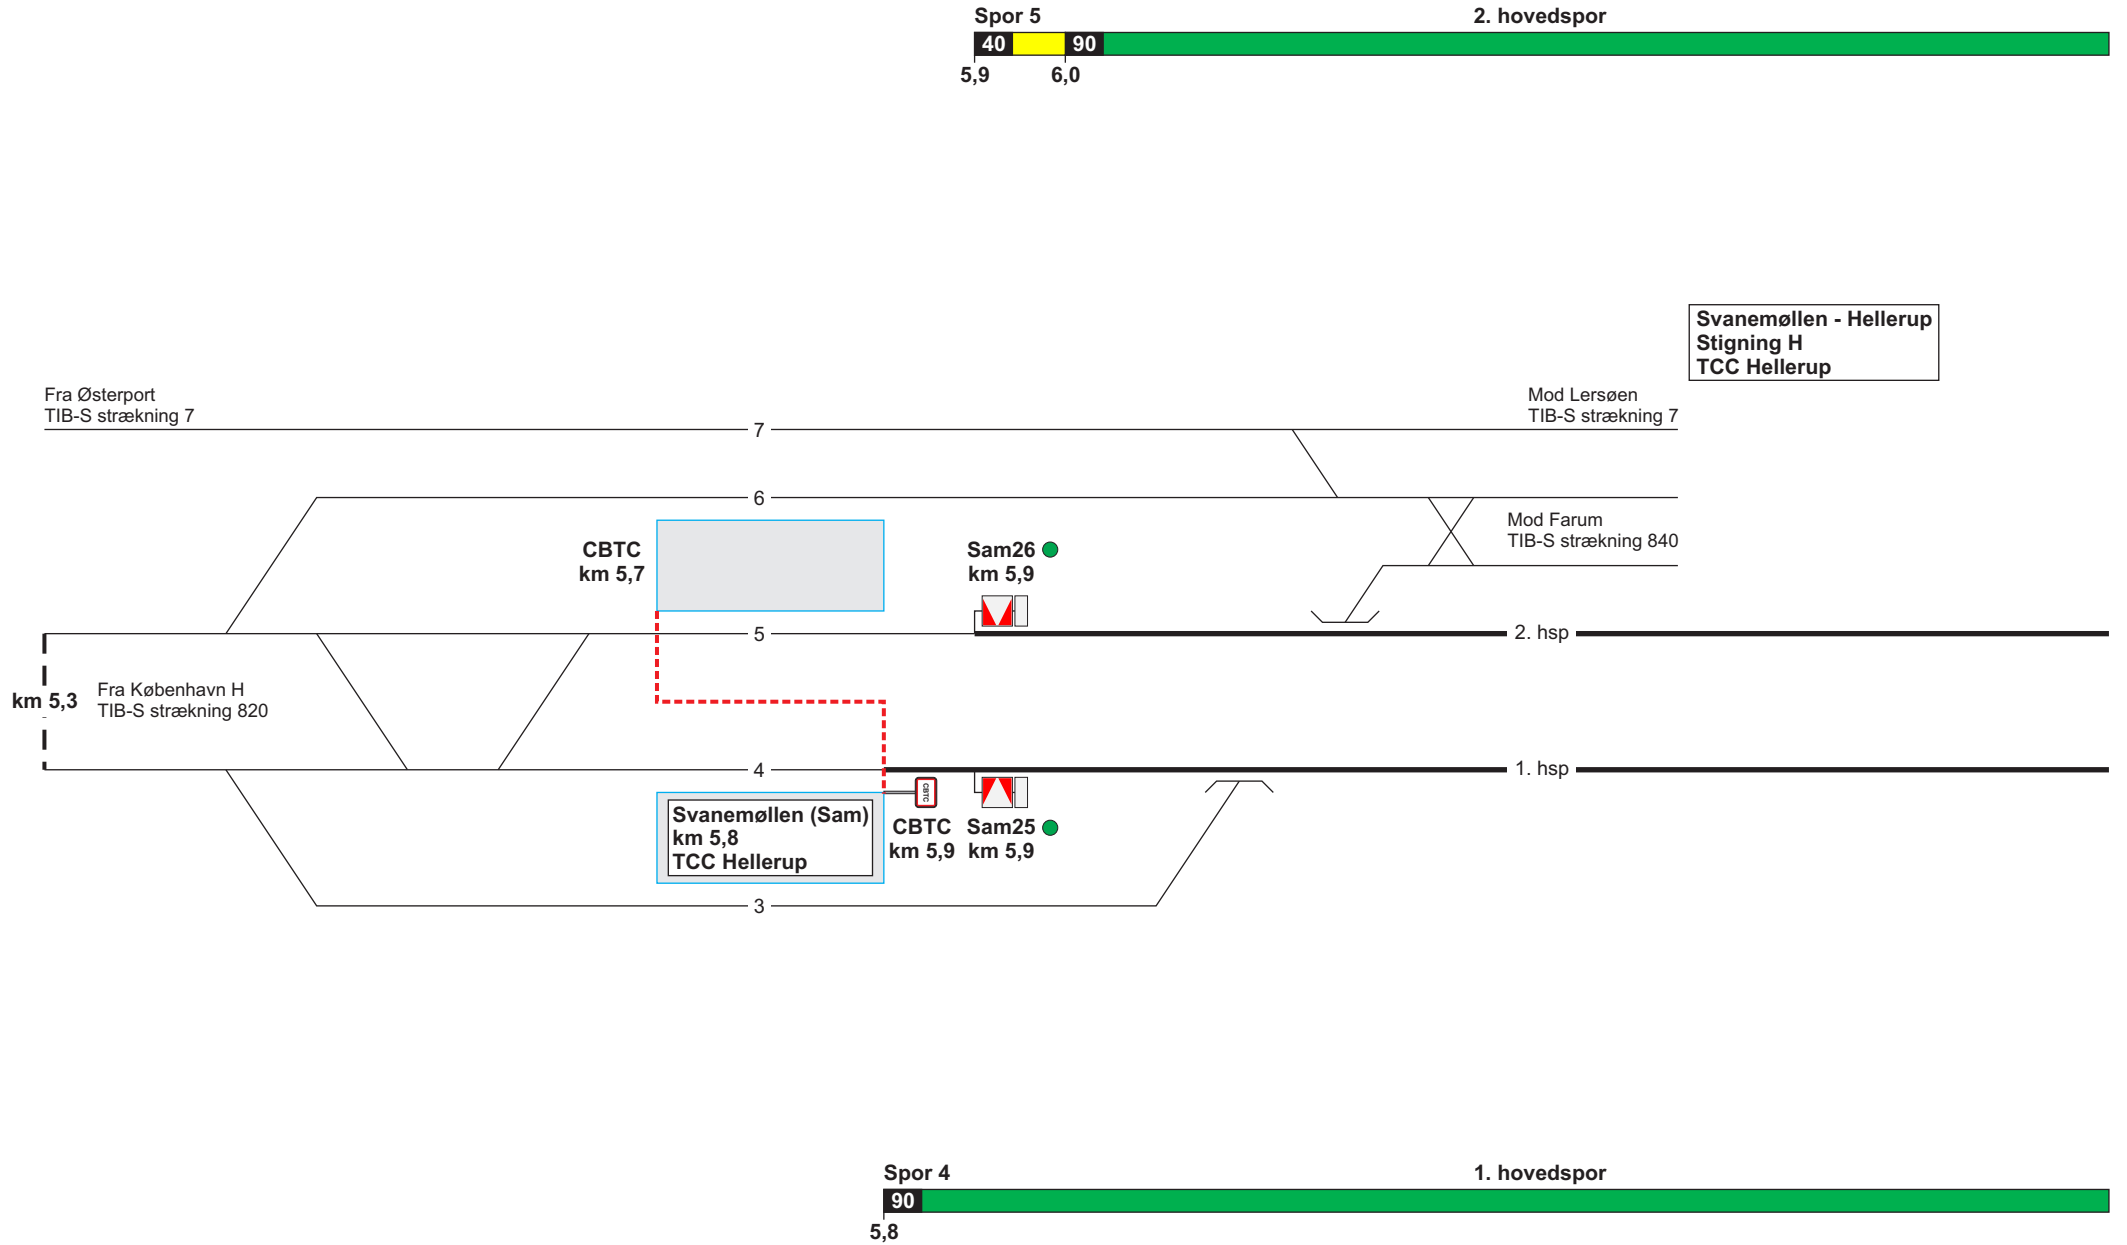 Spor 5
2. hovedspor
40
90
5,9
6,0
Svanemøllen - Hellerup
Stigning H
TCC Hellerup
Fra Østerport
TIB-S strækning 7
Mod Lersøen
TIB-S strækning 7
7
6
Mod Farum
TIB-S strækning 840
CBTC
km 5,7
Sam26
km 5,9
5
2. hsp
km 5,3
Fra København H
TIB-S strækning 820
4
1. hsp
CBTC
Svanemøllen (Sam)
km 5,8
TCC Hellerup
CBTC
km 5,9
Sam25
km 5,9
3
Spor 4
1. hovedspor
90
5,8